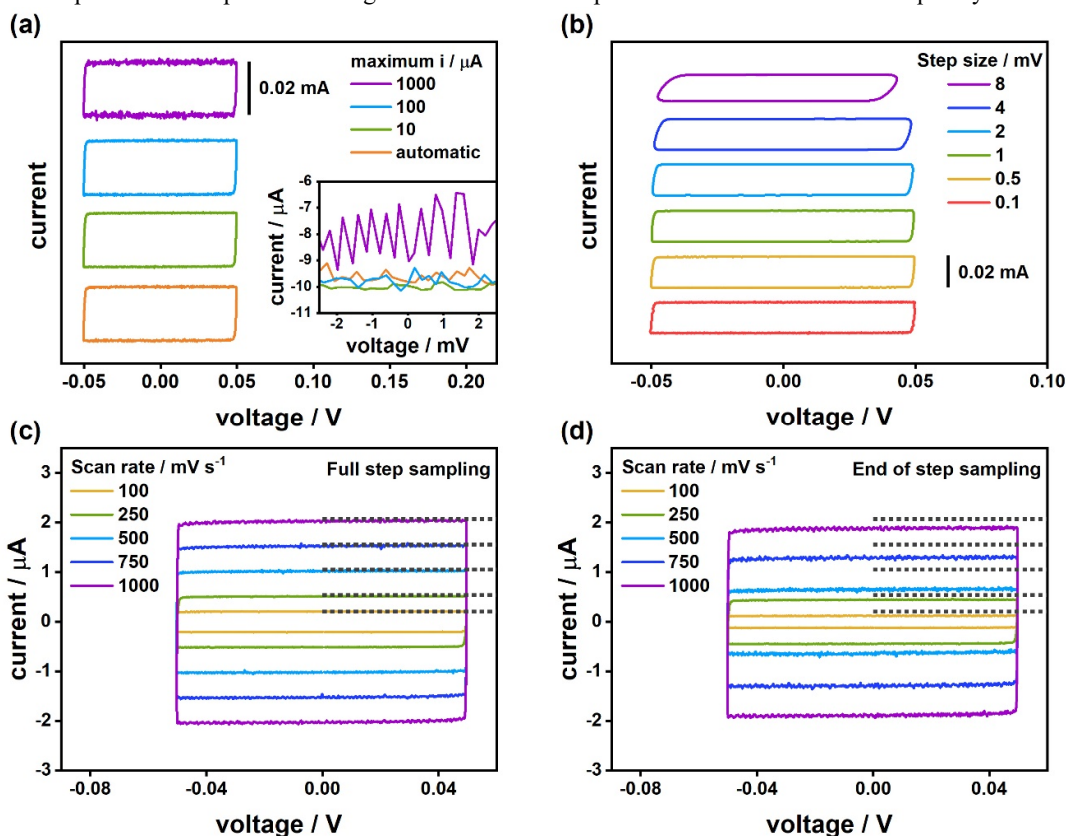 (a)
maximum i / μA
1000
100
10
automatic
0.02 mA
current
-6
-7
-8
-9
-10
-11
current / μA
-2 -1 0 1 2
voltage / mV
-0.05 0.00 0.05 0.10 0.15 0.20
voltage / V
(b)
Step size / mV
8
4
2
1
0.5
0.1
0.02 mA
current
-0.05 0.00 0.05 0.10
voltage / V
(c)
Scan rate / mV s⁻¹
100
250
500
750
1000
Full step sampling
3
2
1
0
-1
-2
-3
current / μA
-0.08 -0.04 0.00 0.04
voltage / V
(d)
Scan rate / mV s⁻¹
100
250
500
750
1000
End of step sampling
3
2
1
0
-1
-2
-3
current / μA
-0.08 -0.04 0.00 0.04
voltage / V